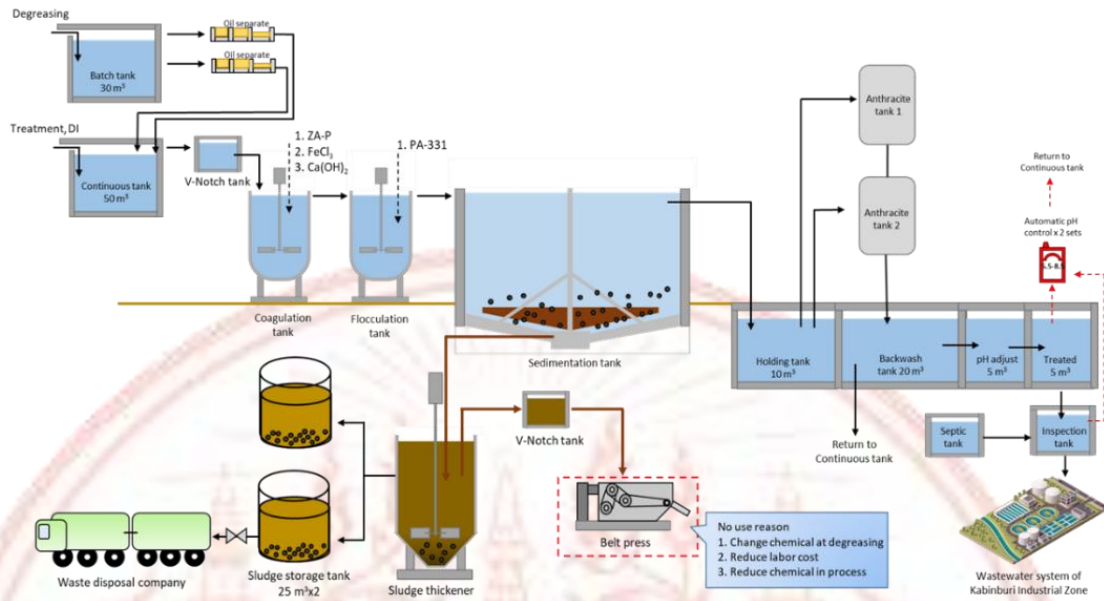 Degreasing
Oil separate
Oil separate
Batch tank
30 m³
Treatment, DI
Continuous tank
50 m³
V-Notch tank
1. ZA-P
2. FeCl₃
3. Ca(OH)₂
1. PA-331
Coagulation
tank
Flocculation
tank
Sedimentation tank
Anthracite
tank 1
Anthracite
tank 2
Return to
Continuous tank
Automatic pH
control x 2 sets
6.5-8.5
Holding tank
10 m³
Backwash
tank 20 m³
pH adjust
5 m³
Treated
5 m³
Return to
Continuous tank
Septic
tank
Inspection
tank
V-Notch tank
Belt press
No use reason
1. Change chemical at degreasing
2. Reduce labor cost
3. Reduce chemical in process
Waste disposal company
Sludge storage tank
25 m³x2
Sludge thickener
Wastewater system of
Kabinburi Industrial Zone